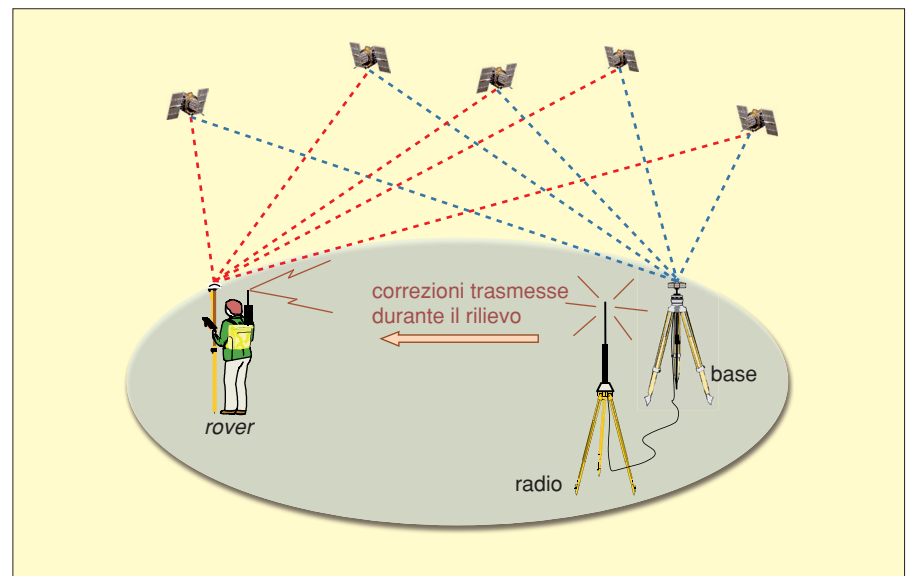 correzioni trasmesse
durante il rilievo
base
rover
radio